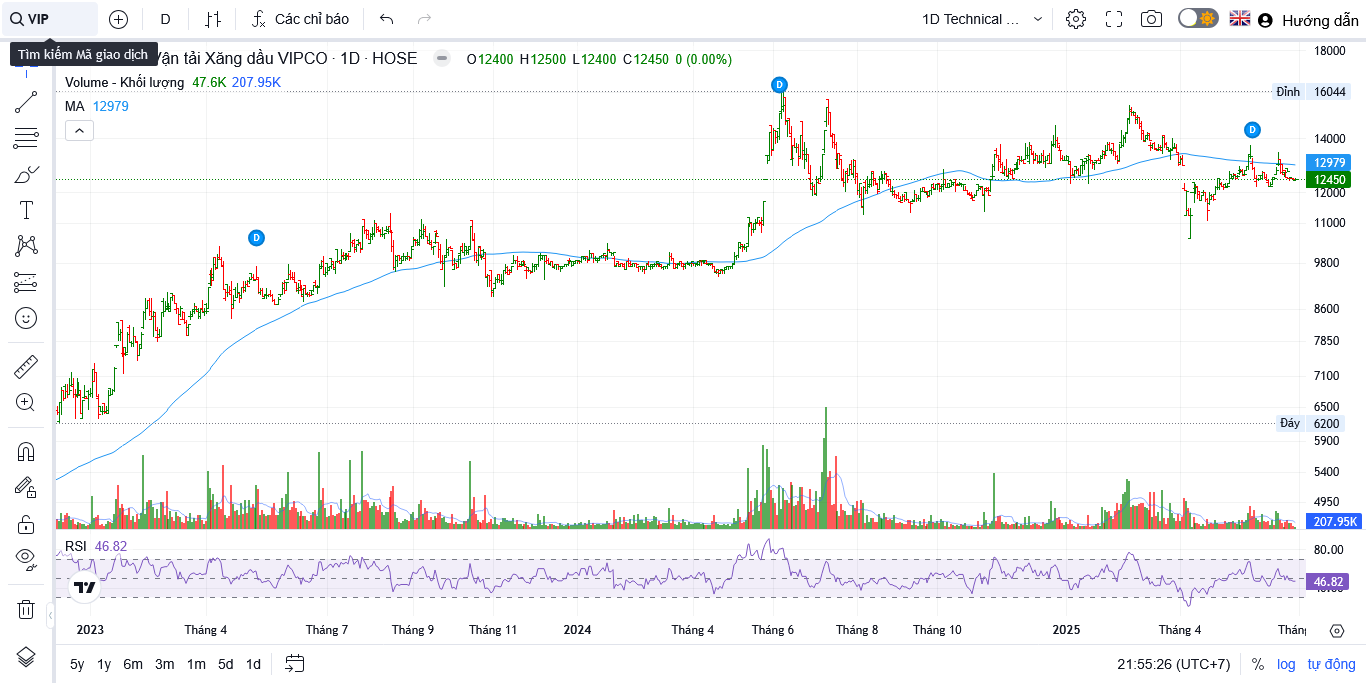 VIP D Các chỉ báo 1D Technical ... Hướng dẫn
Tìm kiếm Mã giao dịch Vận tải Xăng dầu VIPCO · 1D · HOSE O12400 H12500 L12400 C12450 0 (0.00%)
Volume - Khối lượng 47.6K 207.95K
MA 12979
18000
Đỉnh 16044
14000
12979
12450
12000
11000
9800
8600
7850
7100
6500
Đáy 6200
5900
5400
4950
207.95K
D
D
D
RSI 46.82
80.00
46.82
2023 Tháng 4 Tháng 7 Tháng 9 Tháng 11 2024 Tháng 4 Tháng 6 Tháng 8 Tháng 10 2025 Tháng 4 Thán
5y 1y 6m 3m 1m 5d 1d 21:55:26 (UTC+7) % log tự động